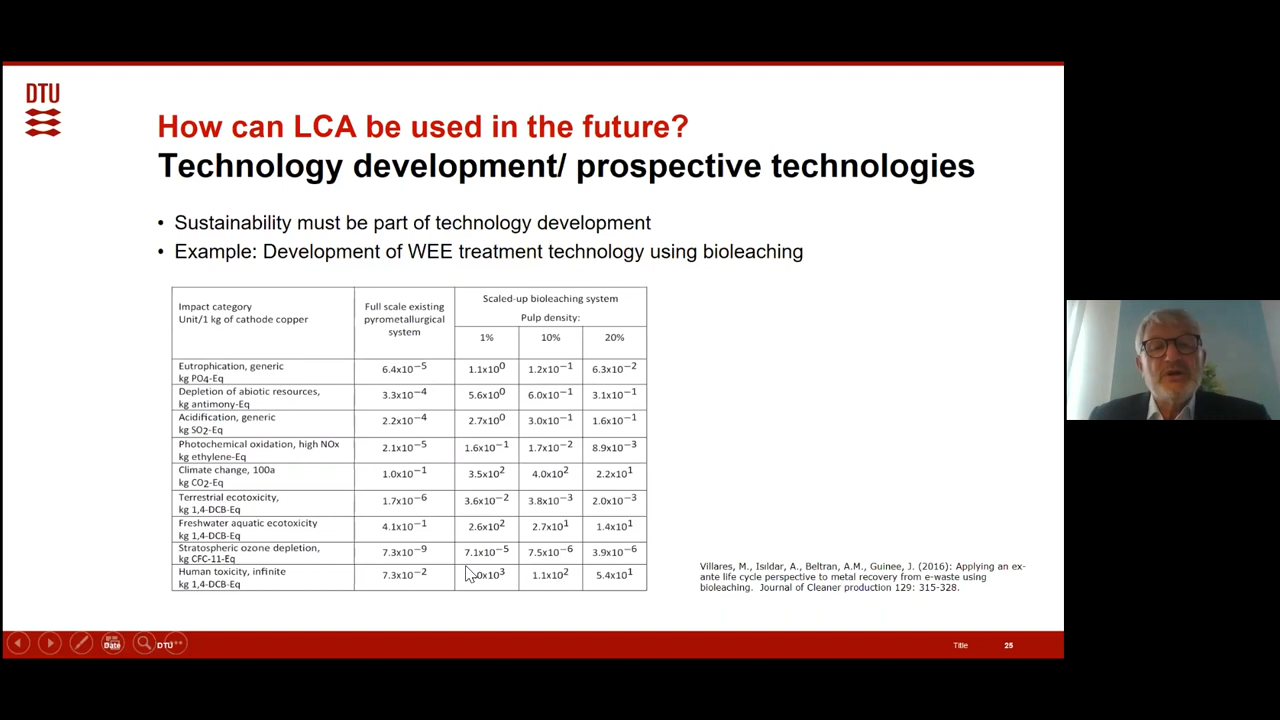 DTU
How can LCA be used in the future?
Technology development/ prospective technologies
• Sustainability must be part of technology development
• Example: Development of WEE treatment technology using bioleaching
Impact category
Unit/1 kg of cathode copper
Full scale existing
pyrometallurgical
system
Scaled-up bioleaching system
Pulp density:
1% 10% 20%
Eutrophication, generic
kg PO4-Eq
6.4x10⁻⁵ 1.1x10⁰ 1.2x10⁻¹ 6.3x10⁻²
Depletion of abiotic resources,
kg antimony-Eq
3.3x10⁻⁴ 5.6x10⁰ 6.0x10⁻¹ 3.1x10⁻¹
Acidification, generic
kg SO2-Eq
2.2x10⁻⁴ 2.7x10⁰ 3.0x10⁻¹ 1.6x10⁻¹
Photochemical oxidation, high NOx
kg ethylene-Eq
2.1x10⁻⁵ 1.6x10⁻¹ 1.7x10⁻² 8.9x10⁻³
Climate change, 100a
kg CO2-Eq
1.0x10⁻¹ 3.5x10² 4.0x10² 2.2x10¹
Terrestrial ecotoxicity,
kg 1,4-DCB-Eq
1.7x10⁻⁶ 3.6x10⁻² 3.8x10⁻³ 2.0x10⁻³
Freshwater aquatic ecotoxicity
kg 1,4-DCB-Eq
4.1x10⁻¹ 2.6x10² 2.7x10¹ 1.4x10¹
Stratospheric ozone depletion,
kg CFC-11-Eq
7.3x10⁻⁹ 7.1x10⁻⁵ 7.5x10⁻⁶ 3.9x10⁻⁶
Human toxicity, infinite
kg 1,4-DCB-Eq
7.3x10⁻² 0x10³ 1.1x10² 5.4x10¹
Villares, M., Isıldar, A., Beltran, A.M., Guinee, J. (2016): Applying an ex-
ante life cycle perspective to metal recovery from e-waste using
bioleaching. Journal of Cleaner production 129: 315-328.
Date DTU Title 25